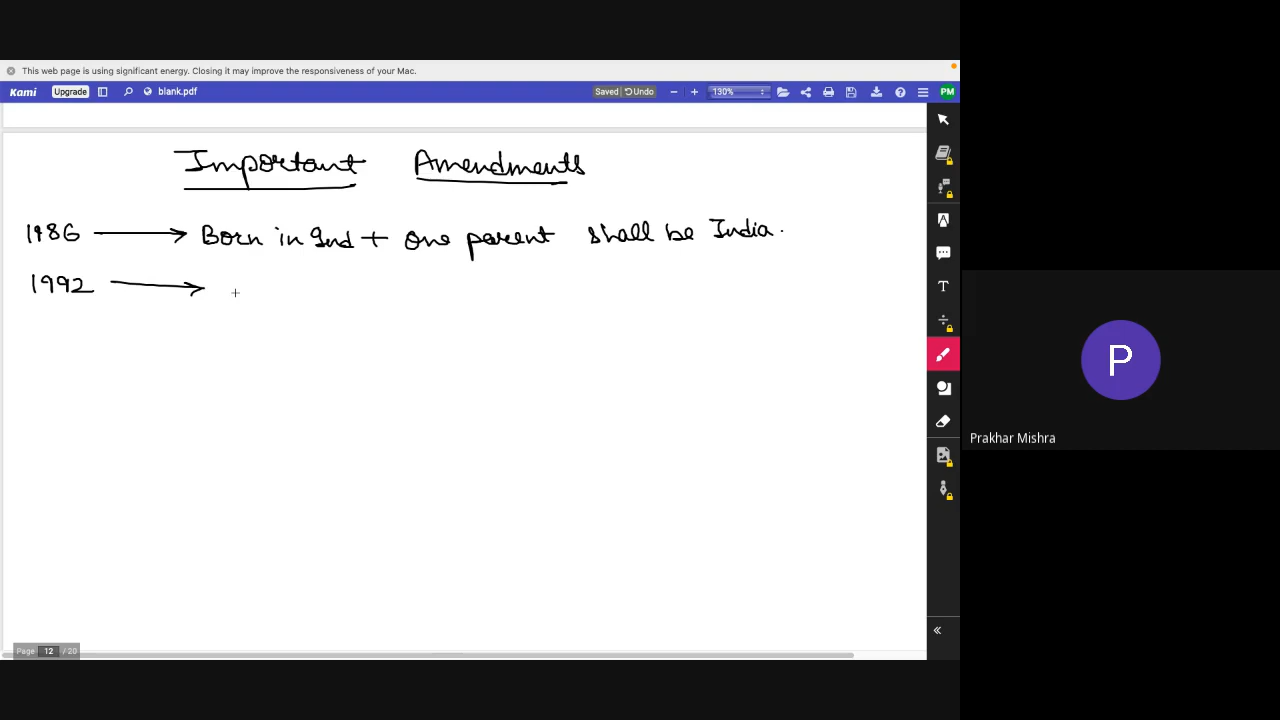 This web page is using significant energy. Closing it may improve the responsiveness of your Mac.
Kami Upgrade blank.pdf Saved Undo 130% PM
Important Amendments
1986 → Born in Ind + one parent shall be India.
1992 →
T
P
Prakhar Mishra
Page 12 / 20